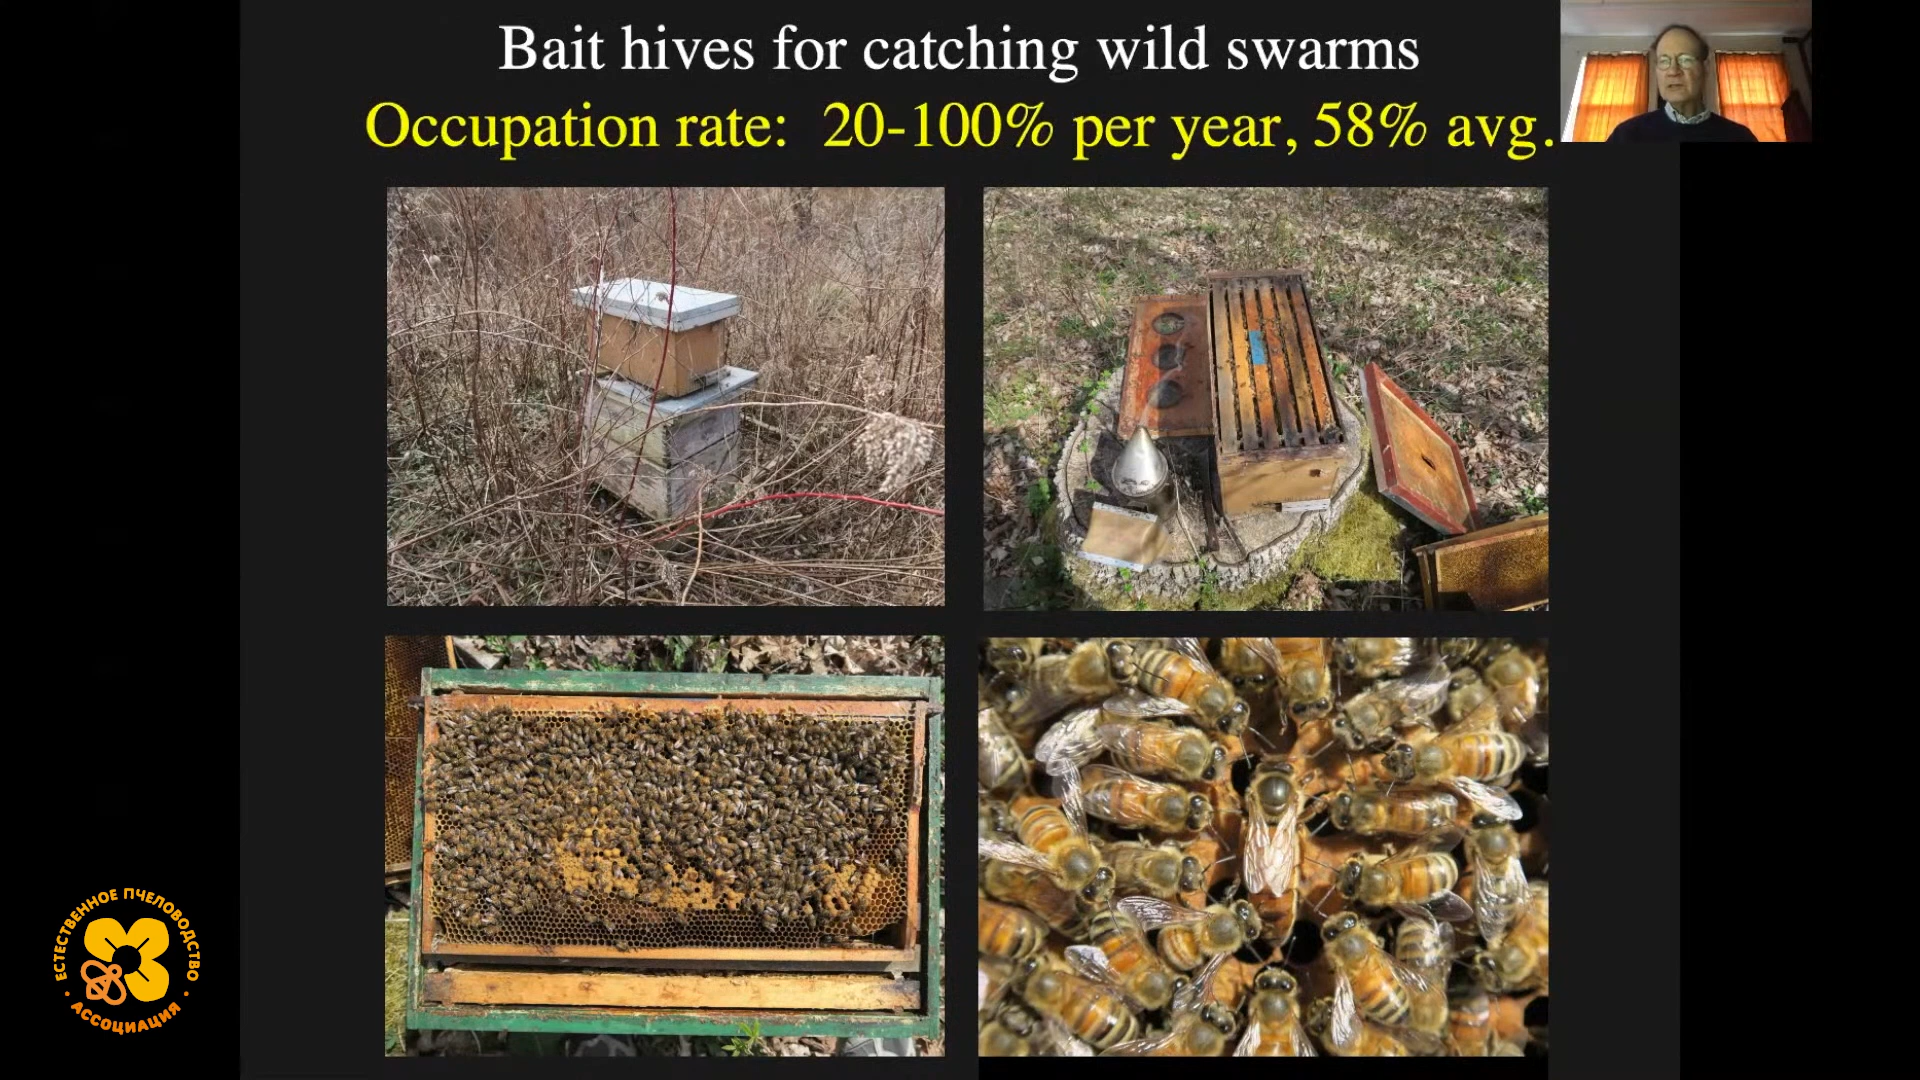 Bait hives for catching wild swarms
Occupation rate: 20-100% per year, 58% avg.
ЕСТЕСТВЕННОЕ ПЧЕЛОВОДСТВО
• АССОЦИАЦИЯ •